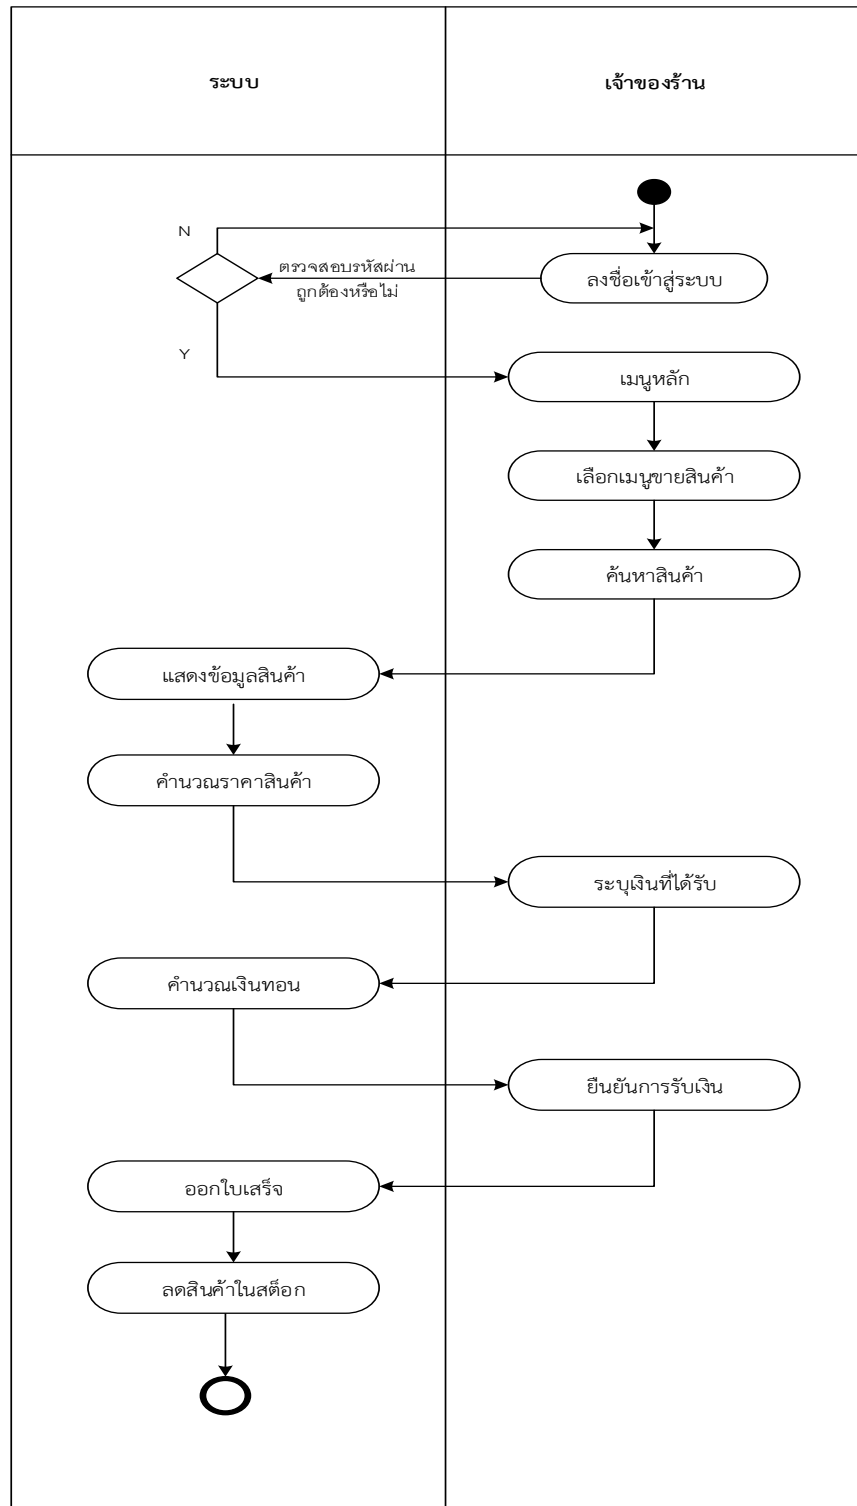 ระบบ
เจ้าของร้าน
N
ตรวจสอบรหัสผ่าน
ถูกต้องหรือไม่
ลงชื่อเข้าสู่ระบบ
Y
เมนูหลัก
เลือกเมนูขายสินค้า
ค้นหาสินค้า
แสดงข้อมูลสินค้า
คำนวณราคาสินค้า
ระบุเงินที่ได้รับ
คำนวณเงินทอน
ยืนยันการรับเงิน
ออกใบเสร็จ
ลดสินค้าในสต็อก